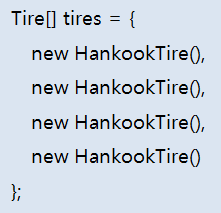 Tire[] tires = {
    new HankookTire(),
    new HankookTire(),
    new HankookTire(),
    new HankookTire()
};